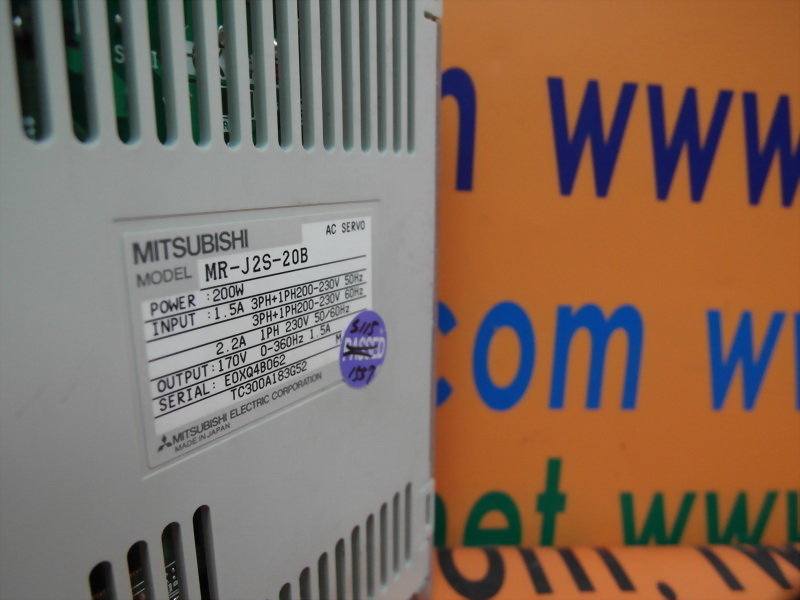 MITSUBISHI
AC SERVO
MODEL MR-J2S-20B
POWER :200W
INPUT :1.5A 3PH+1PH200-230V 50Hz
3PH+1PH200-230V 60Hz
2.2A 1PH 230V 50/60Hz
OUTPUT:170V 0-360Hz 1.5A
SERIAL: E0XQ4B062
TC300A183G52
MITSUBISHI ELECTRIC CORPORATION
MADE IN JAPAN
PASSED
www
com
net www